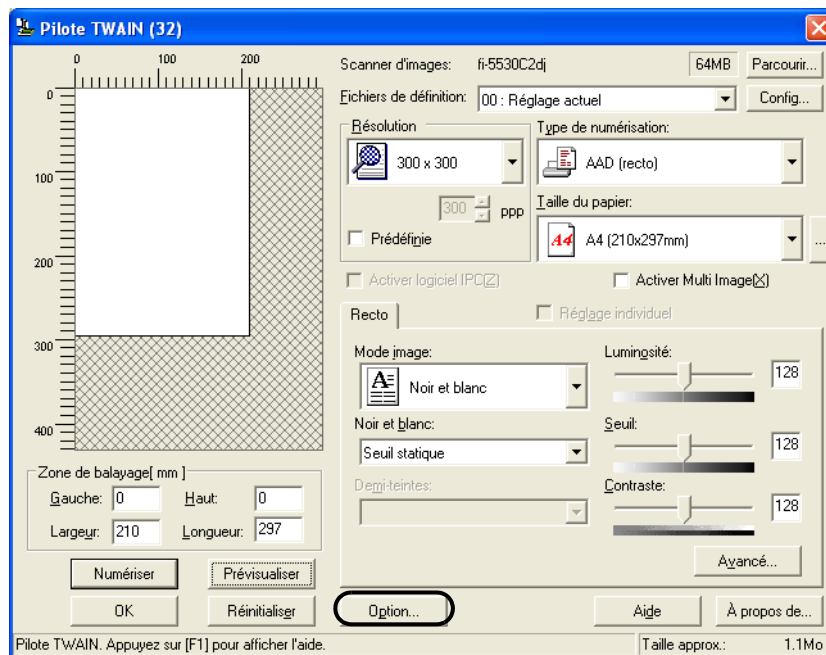 Pilote TWAIN (32)
0 100 200
0
100
200
300
400
Scanner d'images: fi-5530C2dj 64MB Parcourir...
Fichiers de définition: 00 : Réglage actuel Config...
Résolution
300 x 300
300 ppp
Prédéfinie
Type de numérisation:
AAD (recto)
Taille du papier:
A4 A4 (210x297mm) ...
Activer logiciel IPC(Z) Activer Multi Image(X)
Recto Réglage individuel
Mode image:
A Noir et blanc
Noir et blanc:
Seuil statique
Demi-teintes:
Luminosité:
128
Seuil:
128
Contraste:
128
Avancé...
Zone de balayage[ mm ]
Gauche: 0 Haut: 0
Largeur: 210 Longueur: 297
Numériser Prévisualiser
OK Réinitialiser Option... Aide À propos de...
Pilote TWAIN. Appuyez sur [F1] pour afficher l'aide. Taille approx.: 1.1Mo